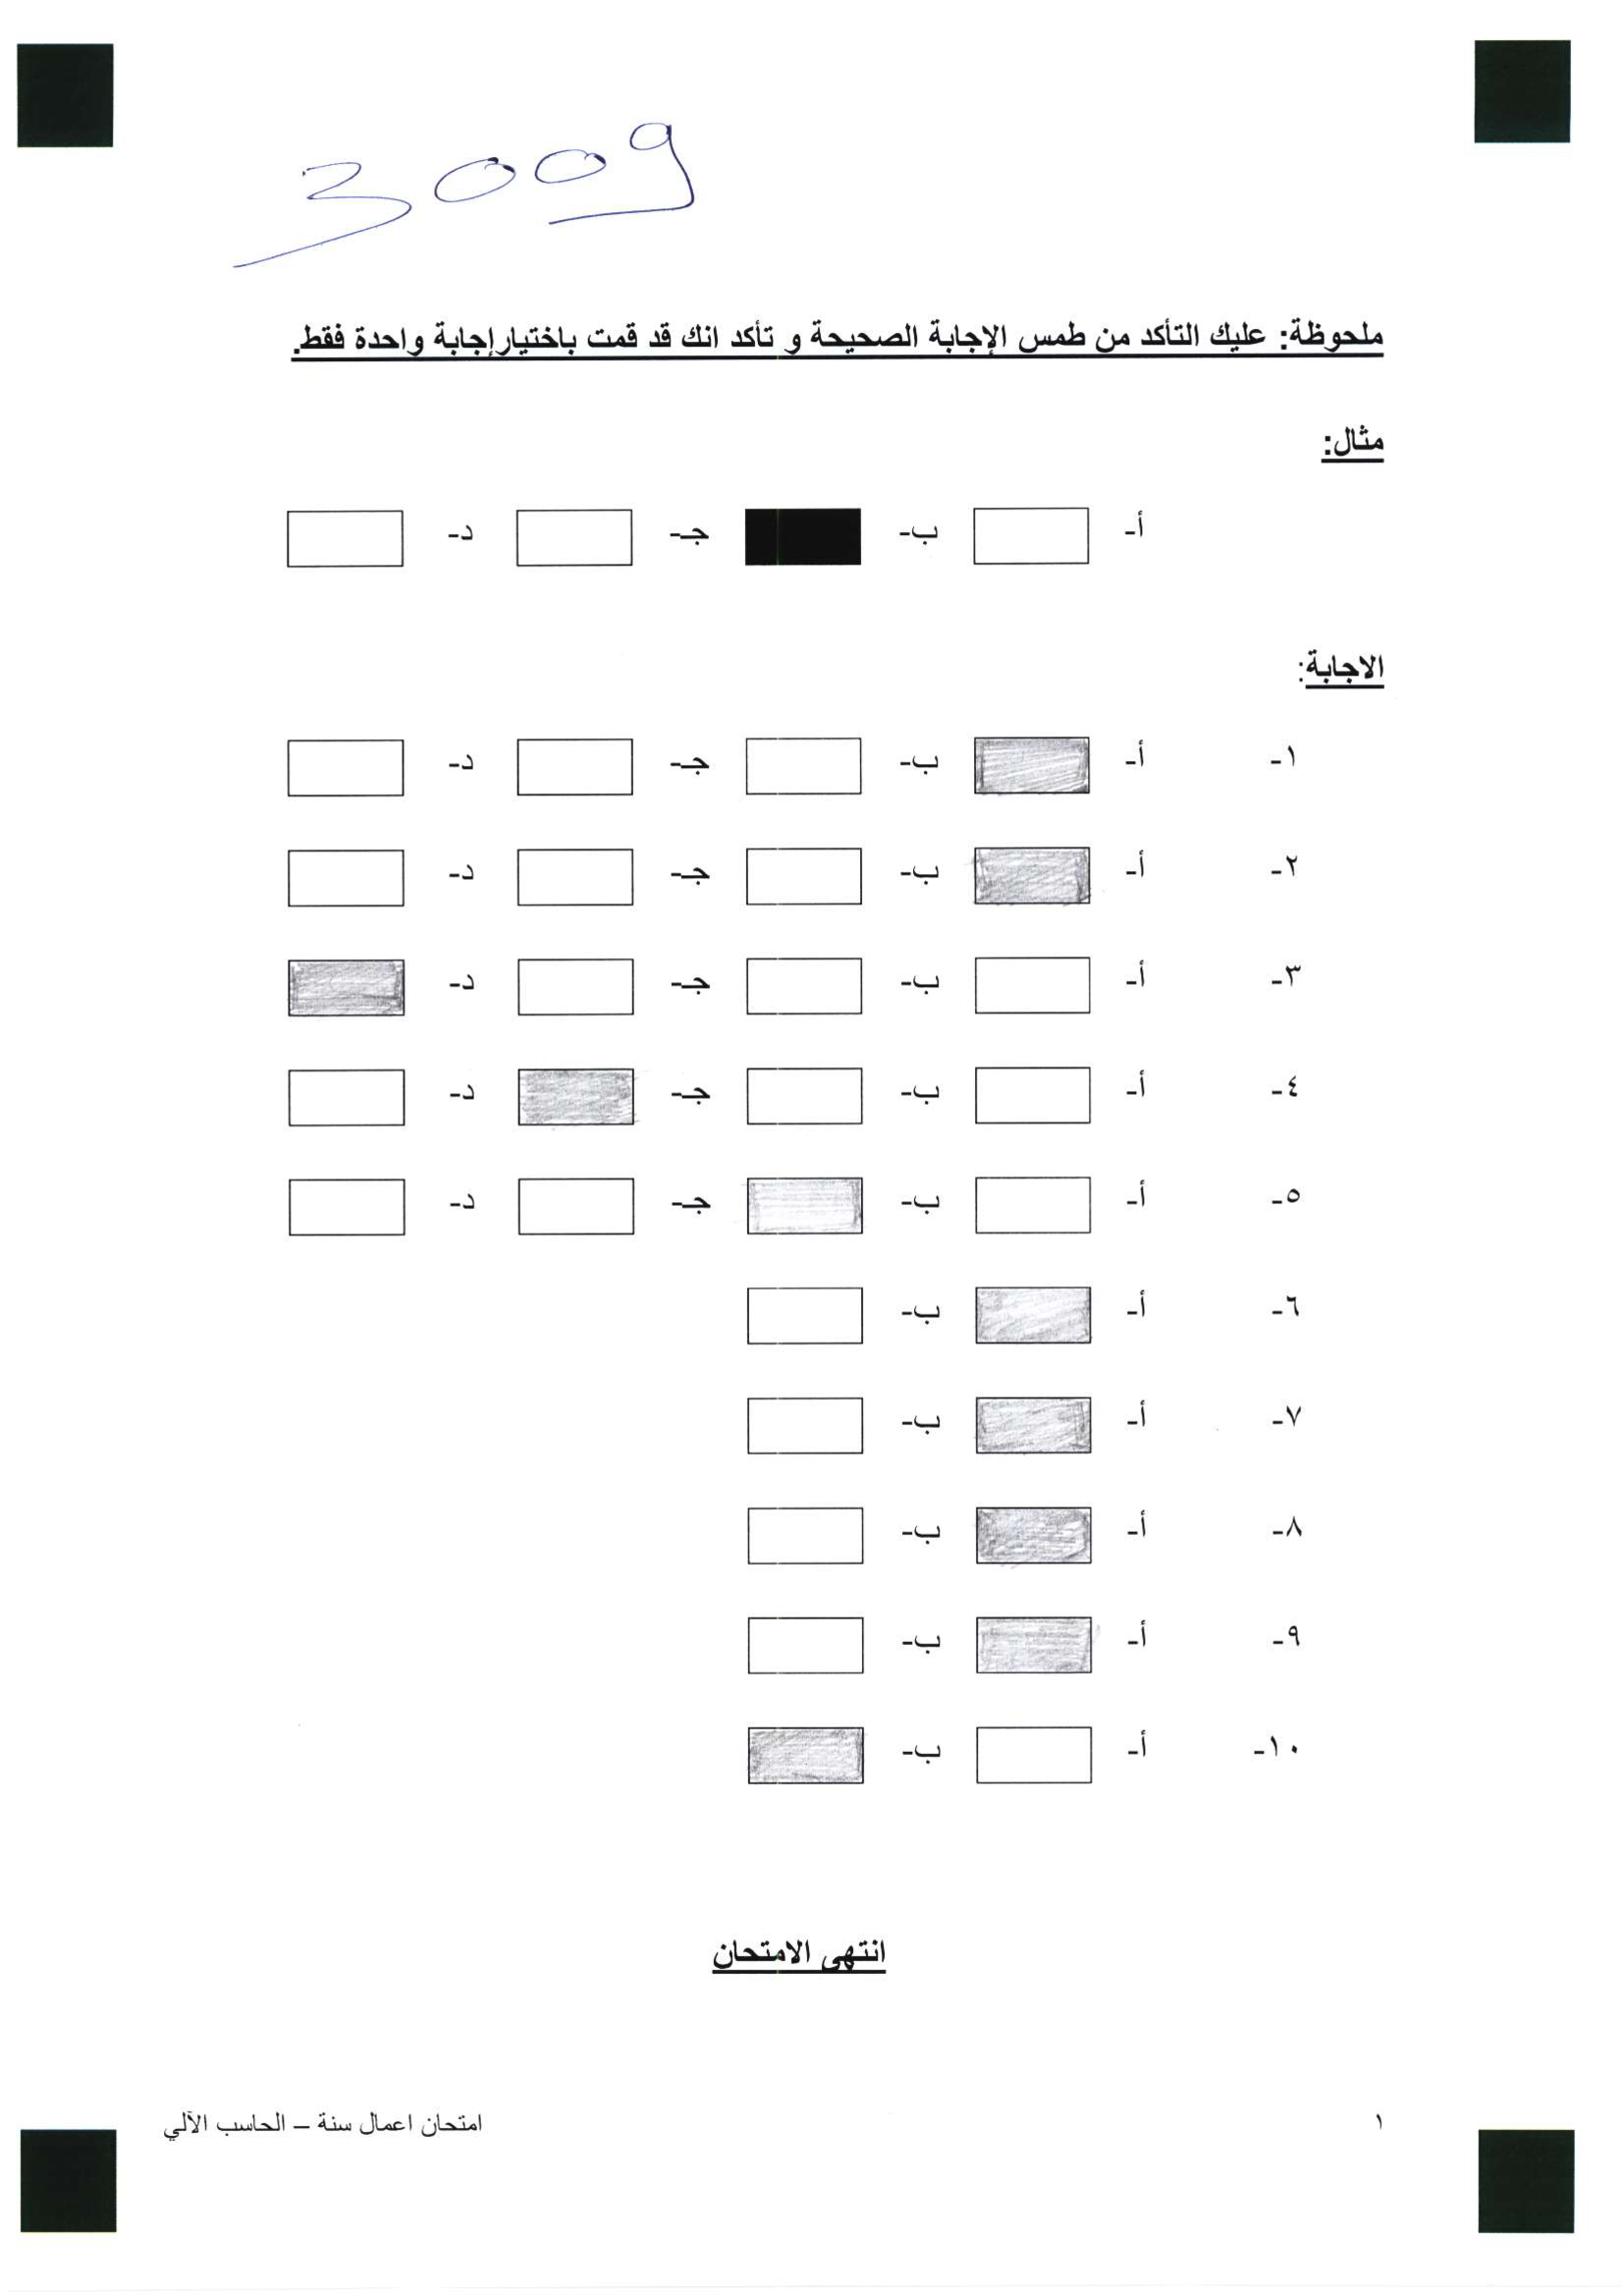 3009
ملحوظة: عليك التأكد من طمس الإجابة الصحيحة و تأكد انك قد قمت باختيارإجابة واحدة فقط.
مثال:
أ- ب- جـ- د-
الاجابة:
١- أ- ب- جـ- د-
٢- أ- ب- جـ- د-
٣- أ- ب- جـ- د-
٤- أ- ب- جـ- د-
٥- أ- ب- جـ- د-
٦- أ- ب-
٧- أ- ب-
٨- أ- ب-
٩- أ- ب-
١٠- أ- ب-
انتهى الامتحان
١ امتحان اعمال سنة – الحاسب الآلي